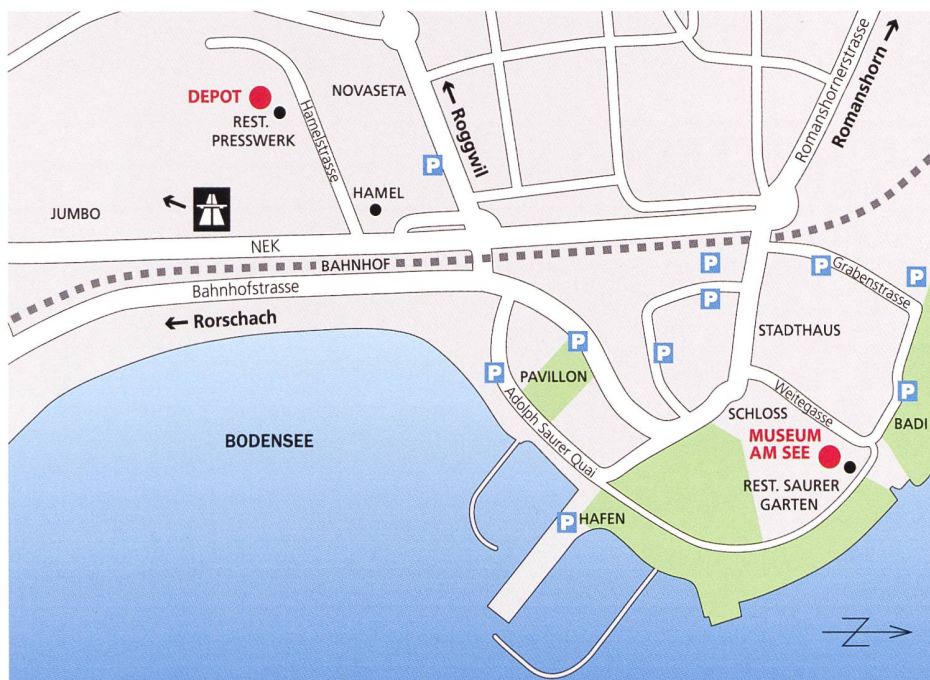 DEPOT
REST.
PRESSWERK
Hamelstrasse
NOVASETA
Roggwil
Romanshornerstrasse
Romanshorn
P
HAMEL
JUMBO
NEK
BAHNHOF
Bahnhofstrasse
Rorschach
P
P
P
Grabenstrasse
P
P
STADTHAUS
P
P
PAVILLON
P
Adolph Saurer Quai
Weitegasse
SCHLOSS
P
BADI
MUSEUM
AM SEE
REST. SAURER
GARTEN
BODENSEE
P
HAFEN
N